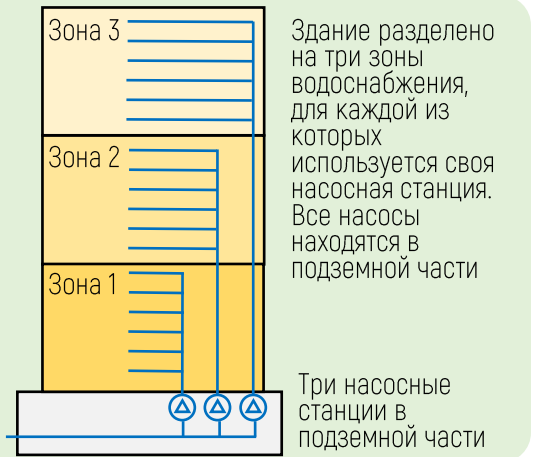 Зона 3
Зона 2
Зона 1
Здание разделено
на три зоны
водоснабжения,
для каждой из
которых
используется своя
насосная станция.
Все насосы
находятся в
подземной части
Три насосные
станции в
подземной части